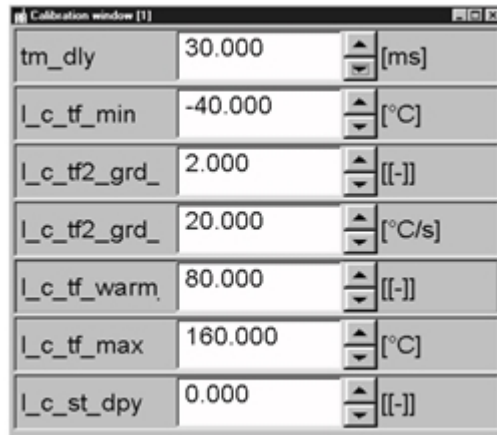 Calibration window [1]
tm_dly 30.000 [ms]
l_c_tf_min -40.000 [°C]
l_c_tf2_grd_ 2.000 [[-]]
l_c_tf2_grd_ 20.000 [°C/s]
l_c_tf_warm_ 80.000 [[-]]
l_c_tf_max 160.000 [°C]
l_c_st_dpy 0.000 [[-]]